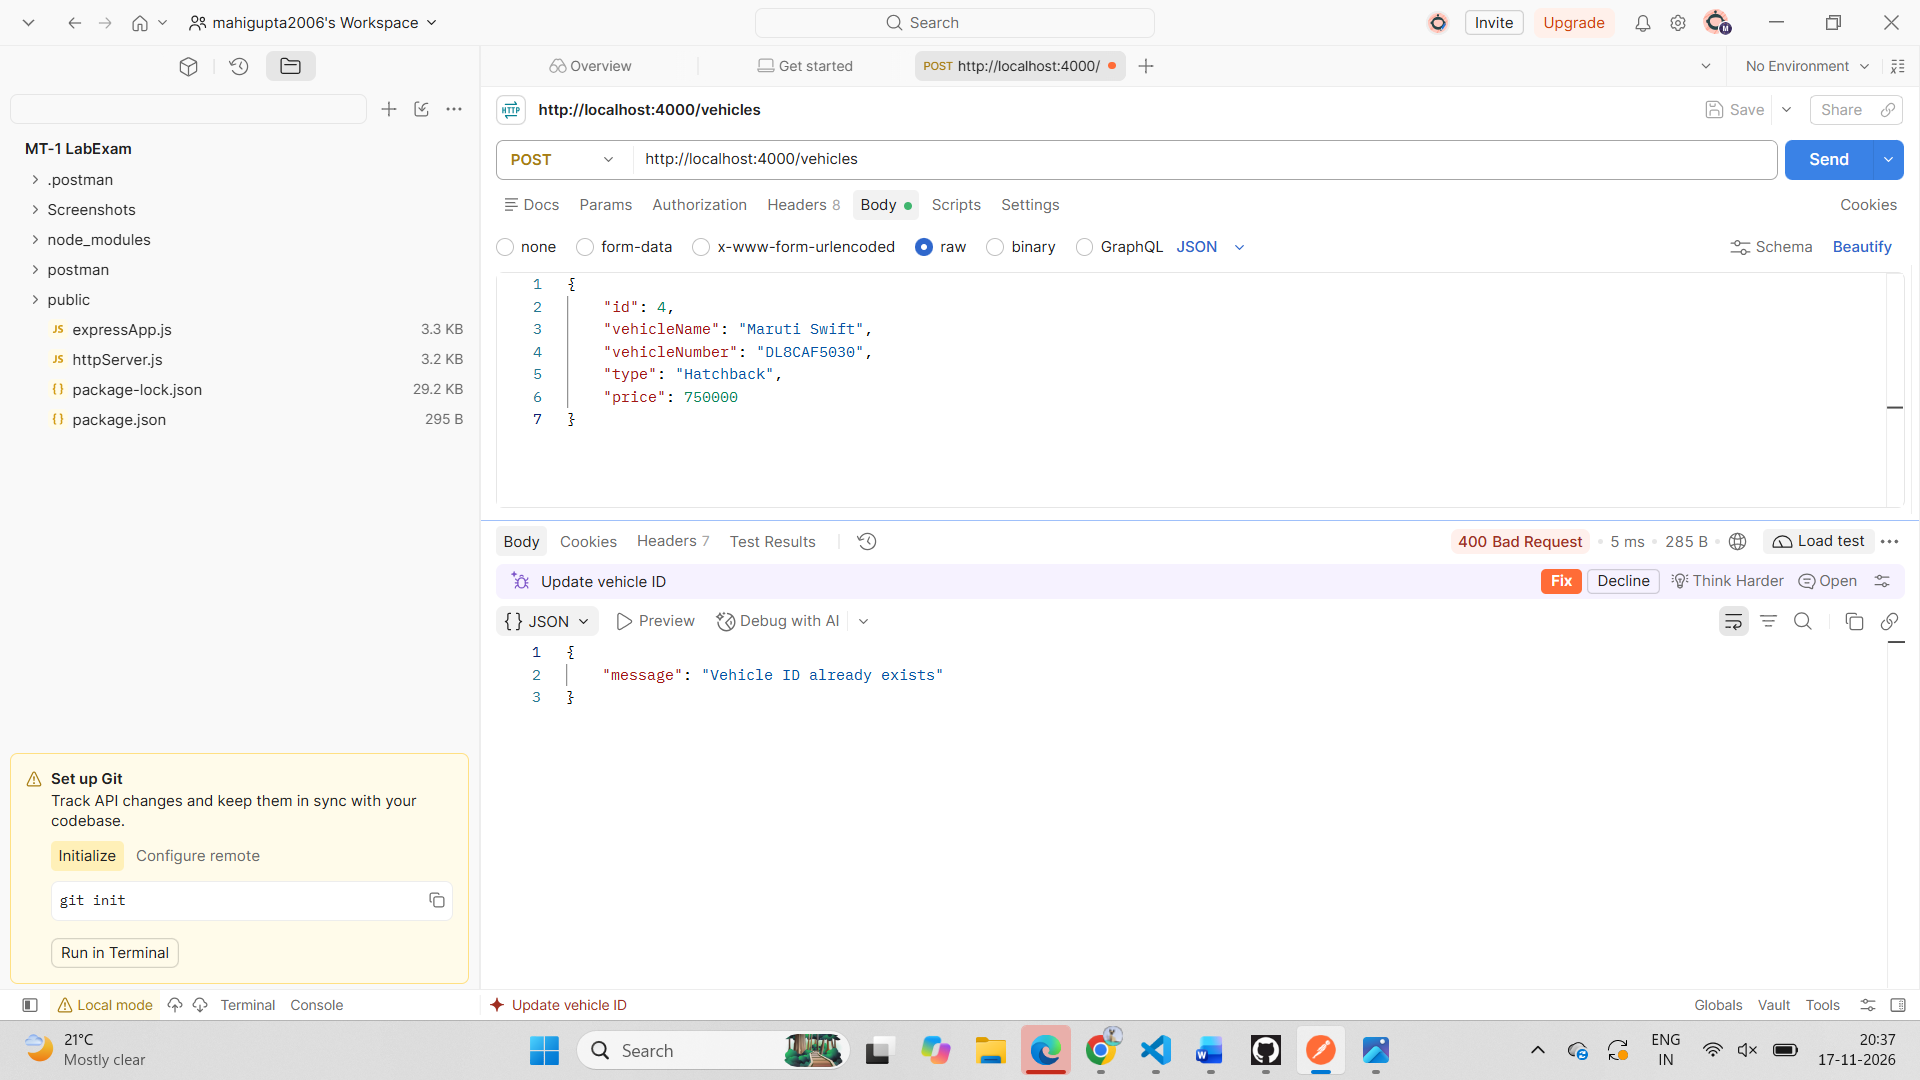 mahigupta2006's Workspace
Search
Invite
Upgrade
Overview
Get started
POST http://localhost:4000/
No Environment
MT-1 LabExam
.postman
Screenshots
node_modules
postman
public
JS expressApp.js 3.3 KB
JS httpServer.js 3.2 KB
{} package-lock.json 29.2 KB
{} package.json 295 B
Set up Git
Track API changes and keep them in sync with your
codebase.
Initialize Configure remote
git init
Run in Terminal
HTTP http://localhost:4000/vehicles
Save
Share
POST http://localhost:4000/vehicles
Send
Docs Params Authorization Headers 8 Body Scripts Settings
Cookies
none form-data x-www-form-urlencoded raw binary GraphQL JSON
Schema Beautify
1 {
2 "id": 4,
3 "vehicleName": "Maruti Swift",
4 "vehicleNumber": "DL8CAF5030",
5 "type": "Hatchback",
6 "price": 750000
7 }
Body Cookies Headers 7 Test Results
400 Bad Request 5 ms 285 B Load test
Update vehicle ID
Fix Decline Think Harder Open
{} JSON Preview Debug with AI
1 {
2 "message": "Vehicle ID already exists"
3 }
Local mode Terminal Console
Update vehicle ID
Globals Vault Tools
21°C
Mostly clear
Search
ENG
IN
20:37
17-11-2026